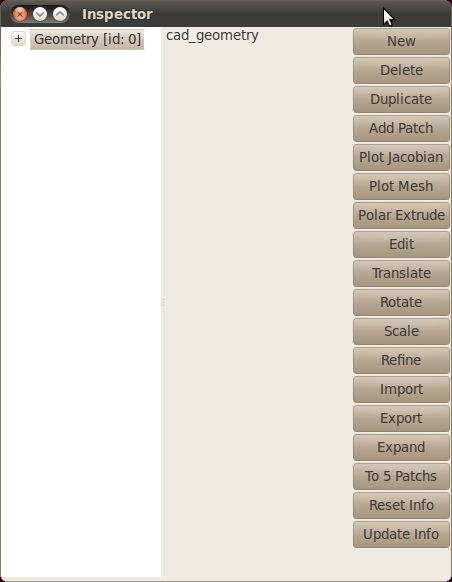 Inspector
Geometry [id: 0]
cad_geometry
New
Delete
Duplicate
Add Patch
Plot Jacobian
Plot Mesh
Polar Extrude
Edit
Translate
Rotate
Scale
Refine
Import
Export
Expand
To 5 Patchs
Reset Info
Update Info